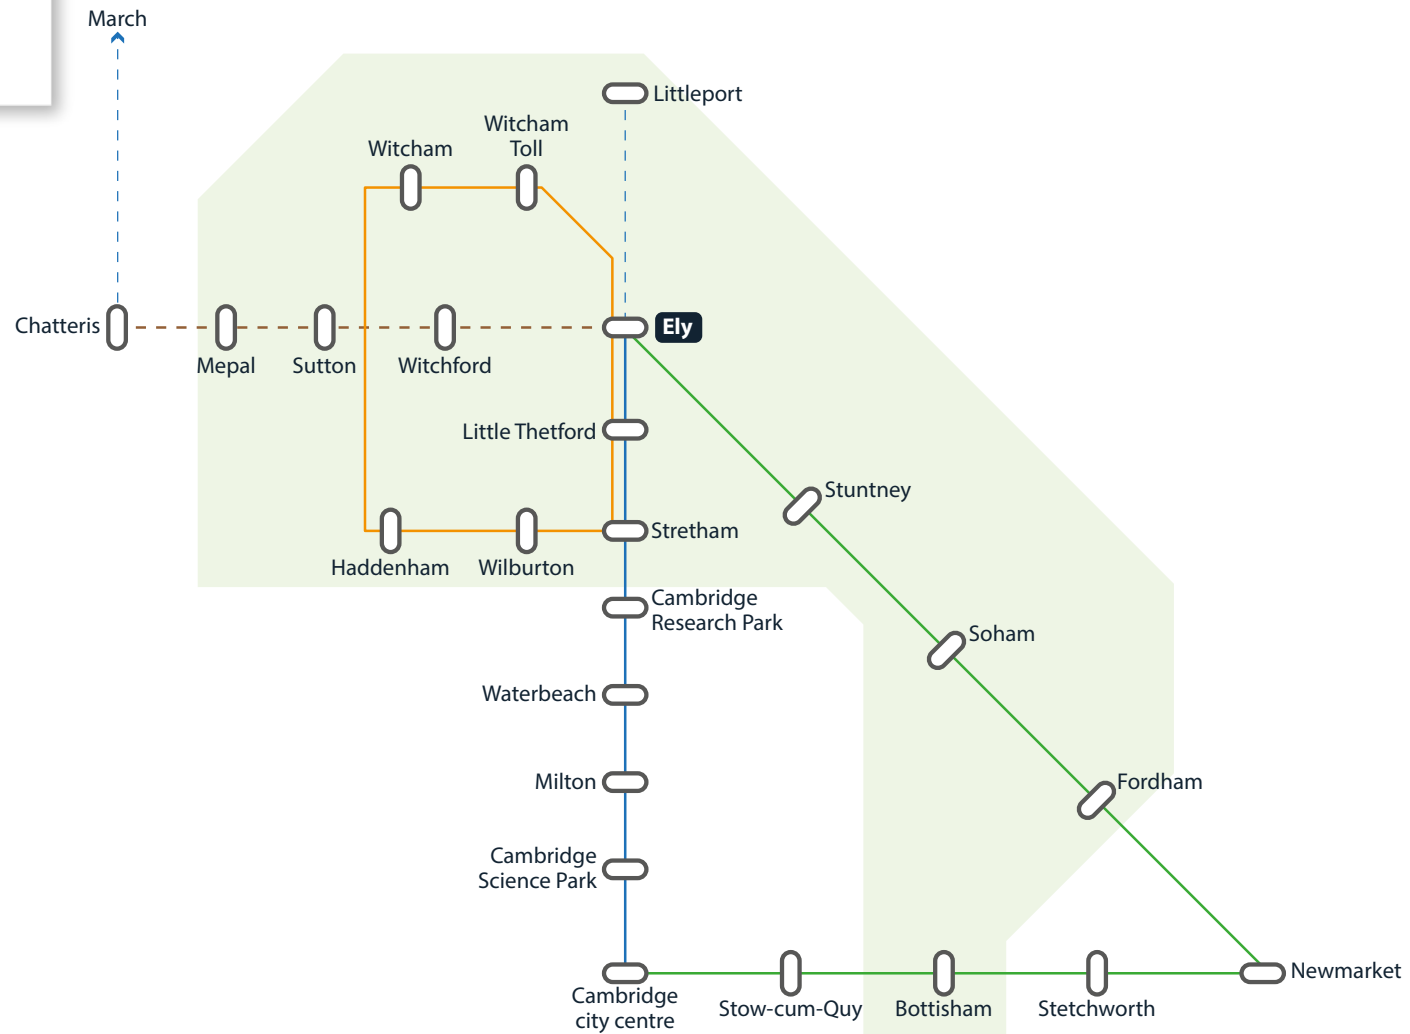 March
Littleport
Witcham
Toll
Witcham
Chatteris
Ely
Mepal
Sutton
Witchford
Little Thetford
Stuntney
Stretham
Haddenham
Wilburton
Cambridge
Research Park
Soham
Waterbeach
Milton
Fordham
Cambridge
Science Park
Newmarket
Cambridge
city centre
Stow-cum-Quy
Bottisham
Stetchworth